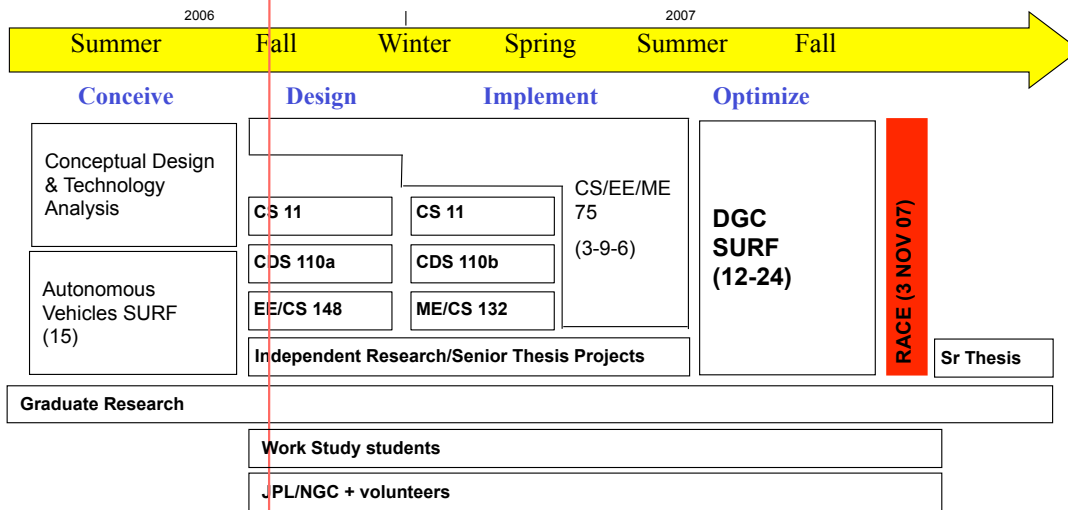 2006 2007
Summer Fall Winter Spring Summer Fall
Conceive Design Implement Optimize
Conceptual Design
& Technology
Analysis
Autonomous
Vehicles SURF
(15)
CS 11
CDS 110a
EE/CS 148
CS 11
CDS 110b
ME/CS 132
CS/EE/ME
75
(3-9-6)
Independent Research/Senior Thesis Projects
DGC
SURF
(12-24)
RACE (3 NOV 07)
Sr Thesis
Graduate Research
Work Study students
JPL/NGC + volunteers